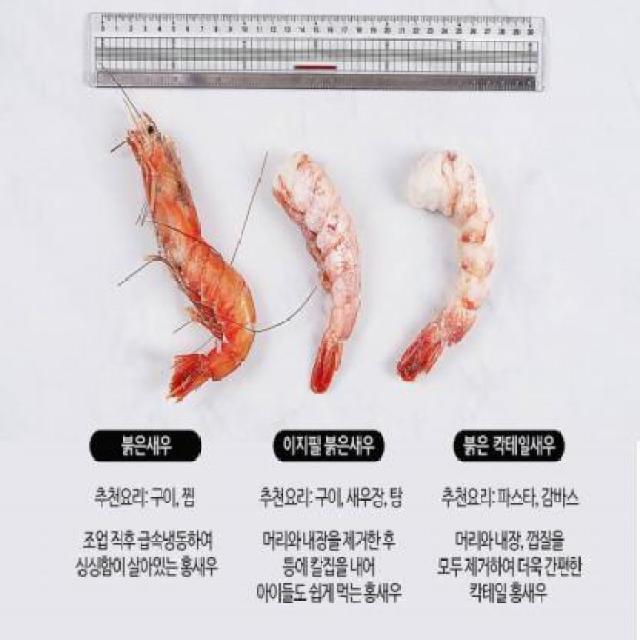 붉은새우
이지필 붉은새우
붉은 칵테일새우
추천요리: 구이, 찜
추천요리: 구이, 새우장, 탕
추천요리: 파스타, 감바스
조업 직후 급속냉동하여
싱싱함이 살아있는 홍새우
머리와 내장을 제거한 후
등에 칼집을 내어
아이들도 쉽게 먹는 홍새우
머리와 내장, 껍질을
모두 제거하여 더욱 간편한
칵테일 홍새우